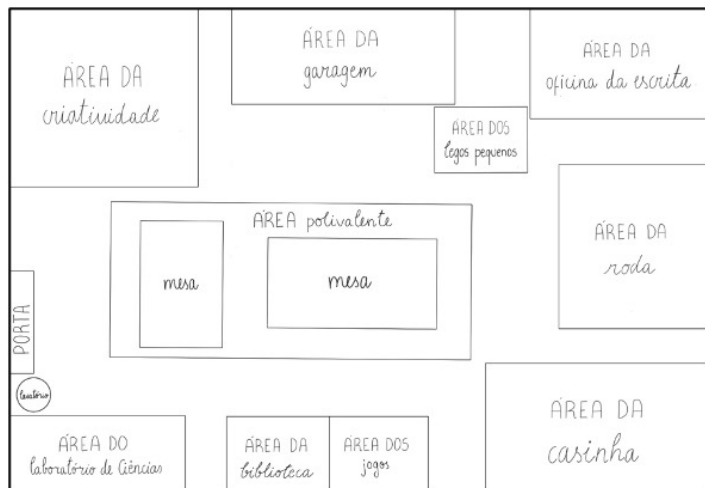 ÁREA DA
criatividade
ÁREA DA
garagem
ÁREA DA
oficina da escrita
ÁREA DOS
legos pequenos
ÁREA polivalente
mesa
mesa
ÁREA DA
roda
PORTA
lavatório
ÁREA DO
laboratório de Ciências
ÁREA DA
biblioteca
ÁREA DOS
jogos
ÁREA DA
casinha